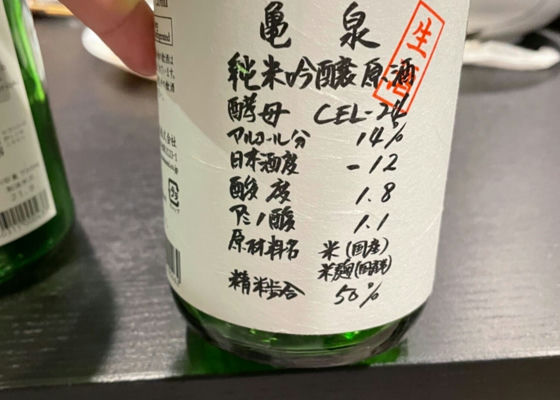 亀泉
生酒
純米吟醸原酒
酵母 CEL-24
アルコール分 14%
日本酒度 -12
酸度 1.8
アミノ酸 1.1
原材料名 米(国産)
米麹(国産米)
精米歩合 50%